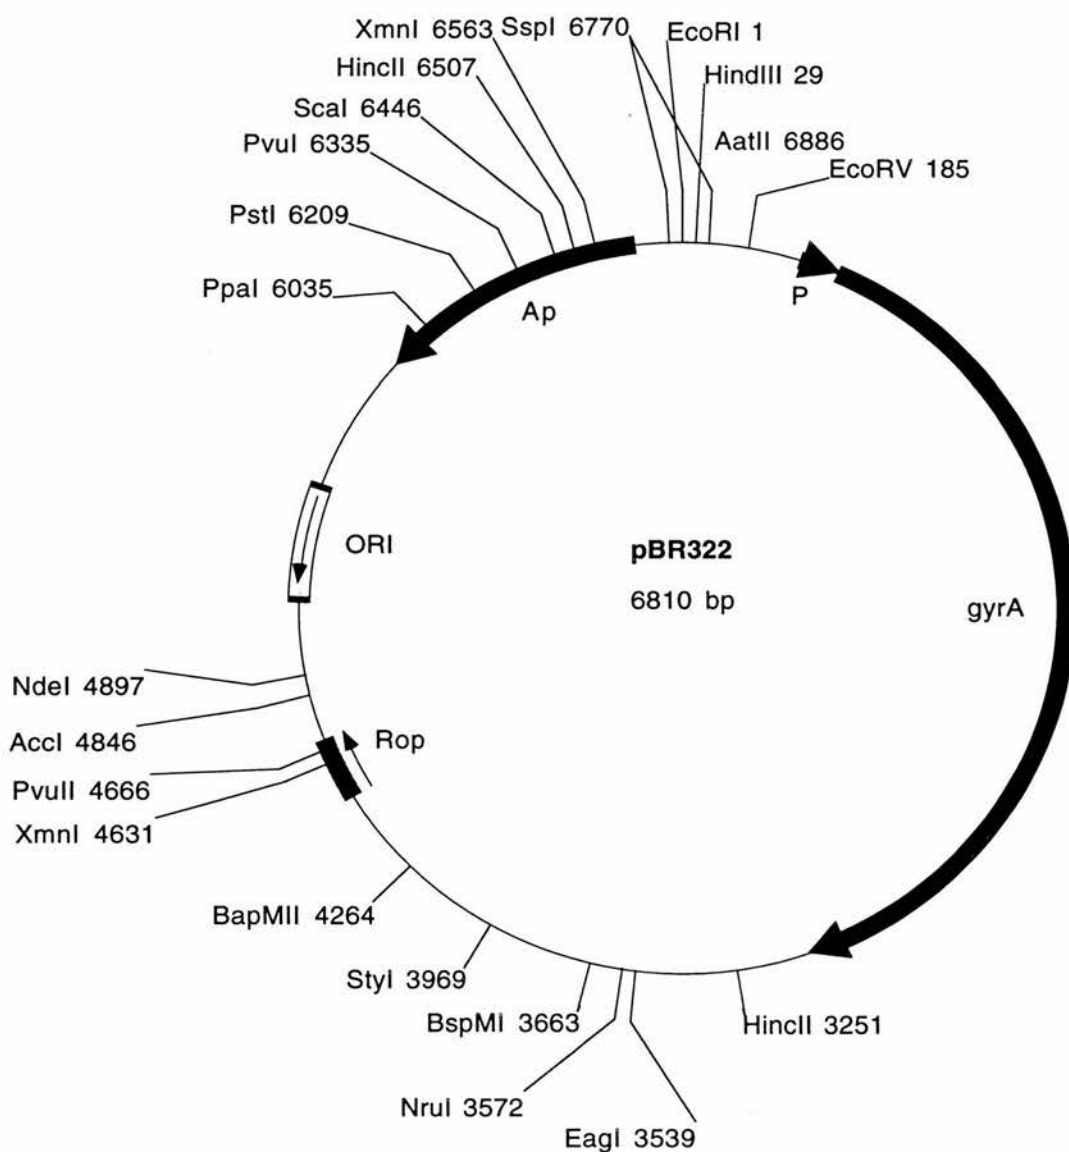 XmnI 6563
SspI 6770
EcoRI 1
HincII 6507
HindIII 29
ScaI 6446
AatII 6886
PvuI 6335
EcoRV 185
PstI 6209
PpaI 6035
Ap
P
ORI
pBR322
6810 bp
gyrA
NdeI 4897
AccI 4846
Rop
PvuII 4666
XmnI 4631
BapMII 4264
StyI 3969
BspMI 3663
HincII 3251
NruI 3572
EagI 3539